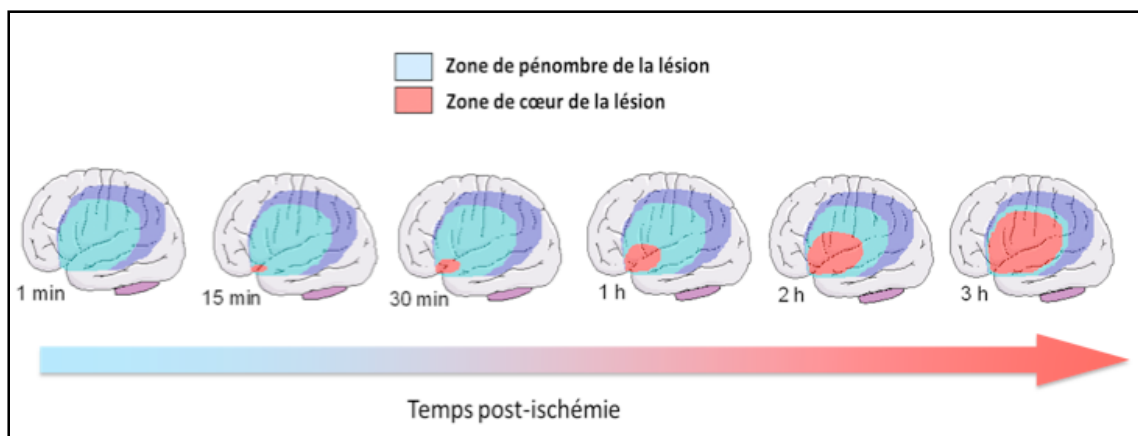 Zone de pénombre de la lésion
Zone de cœur de la lésion
1 min
15 min
30 min
1 h
2 h
3 h
Temps post-ischémie